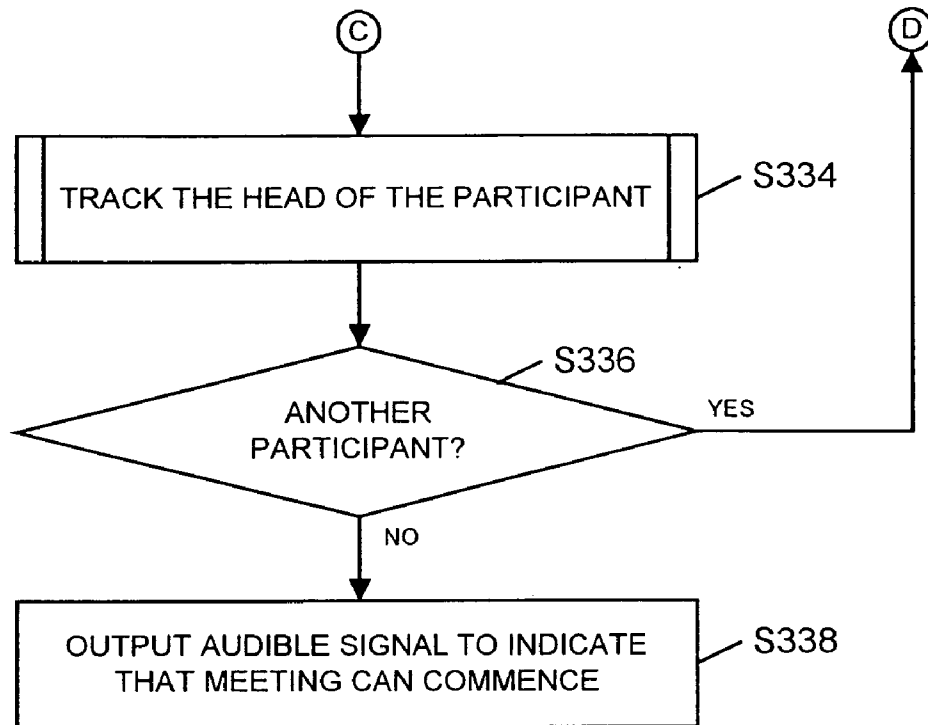 C
D
TRACK THE HEAD OF THE PARTICIPANT
S334
S336
ANOTHER
PARTICIPANT?
YES
NO
OUTPUT AUDIBLE SIGNAL TO INDICATE
THAT MEETING CAN COMMENCE
S338